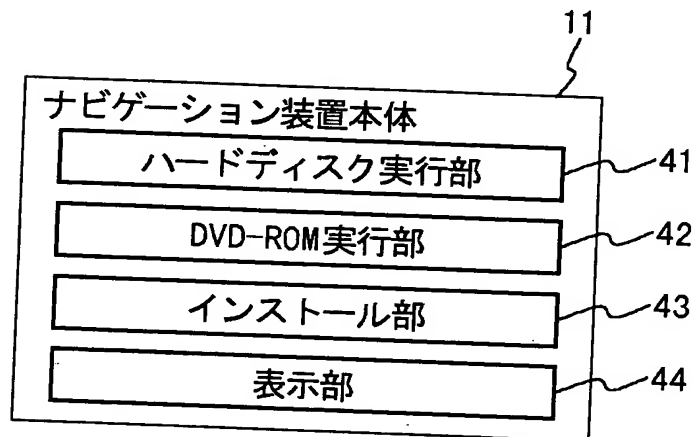 11
ナビゲーション装置本体
ハードディスク実行部
41
DVD-ROM実行部
42
インストール部
43
表示部
44